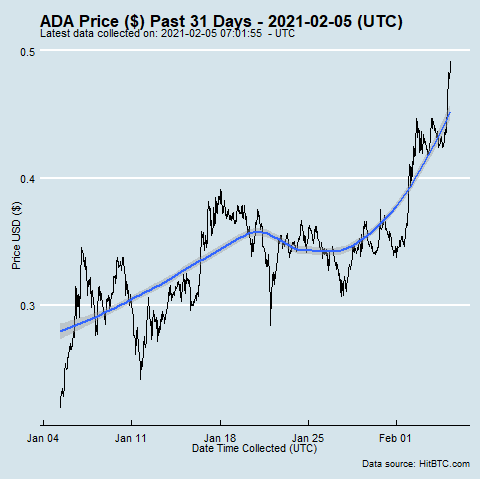 ADA Price ($) Past 31 Days - 2021-02-05 (UTC)
Latest data collected on: 2021-02-05 07:01:55 - UTC
0.5
0.4
0.3
Price USD ($)
Jan 04 Jan 11 Jan 18 Jan 25 Feb 01
Date Time Collected (UTC)
Data source: HitBTC.com